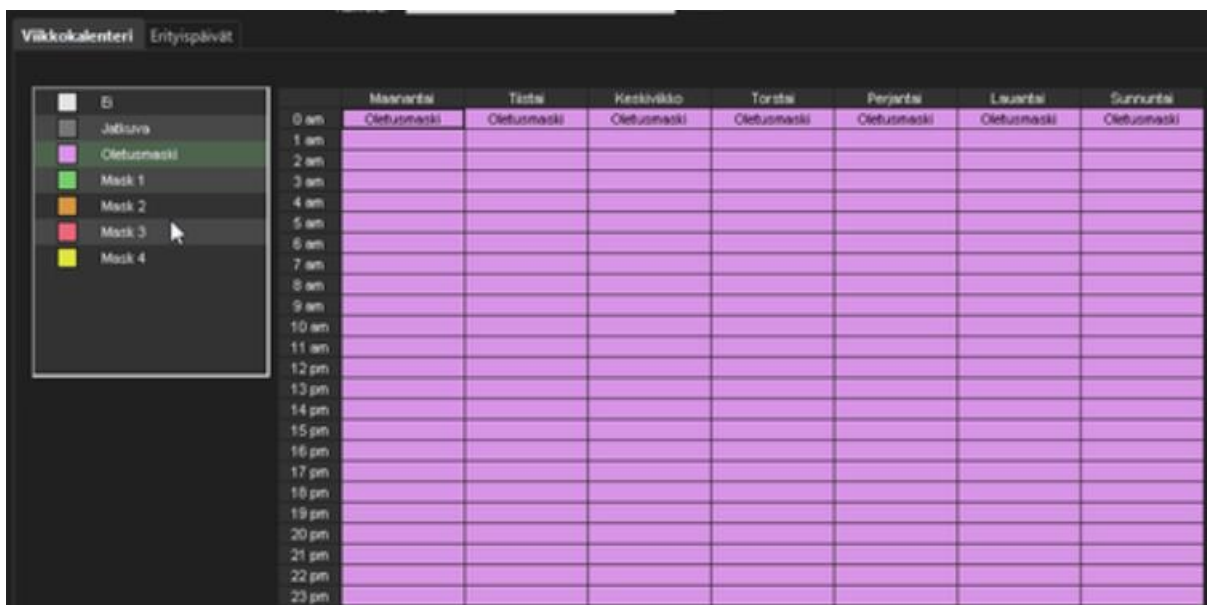 Viikkokalenteri Erityispäivät
Ei
Jatkuva
Oletusmaski
Mask 1
Mask 2
Mask 3
Mask 4
Maanantai Tiistai Keskiviikko Torstai Perjantai Lauantai Sunnuntai
0 am Oletusmaski Oletusmaski Oletusmaski Oletusmaski Oletusmaski Oletusmaski Oletusmaski
1 am
2 am
3 am
4 am
5 am
6 am
7 am
8 am
9 am
10 am
11 am
12 pm
13 pm
14 pm
15 pm
16 pm
17 pm
18 pm
19 pm
20 pm
21 pm
22 pm
23 pm